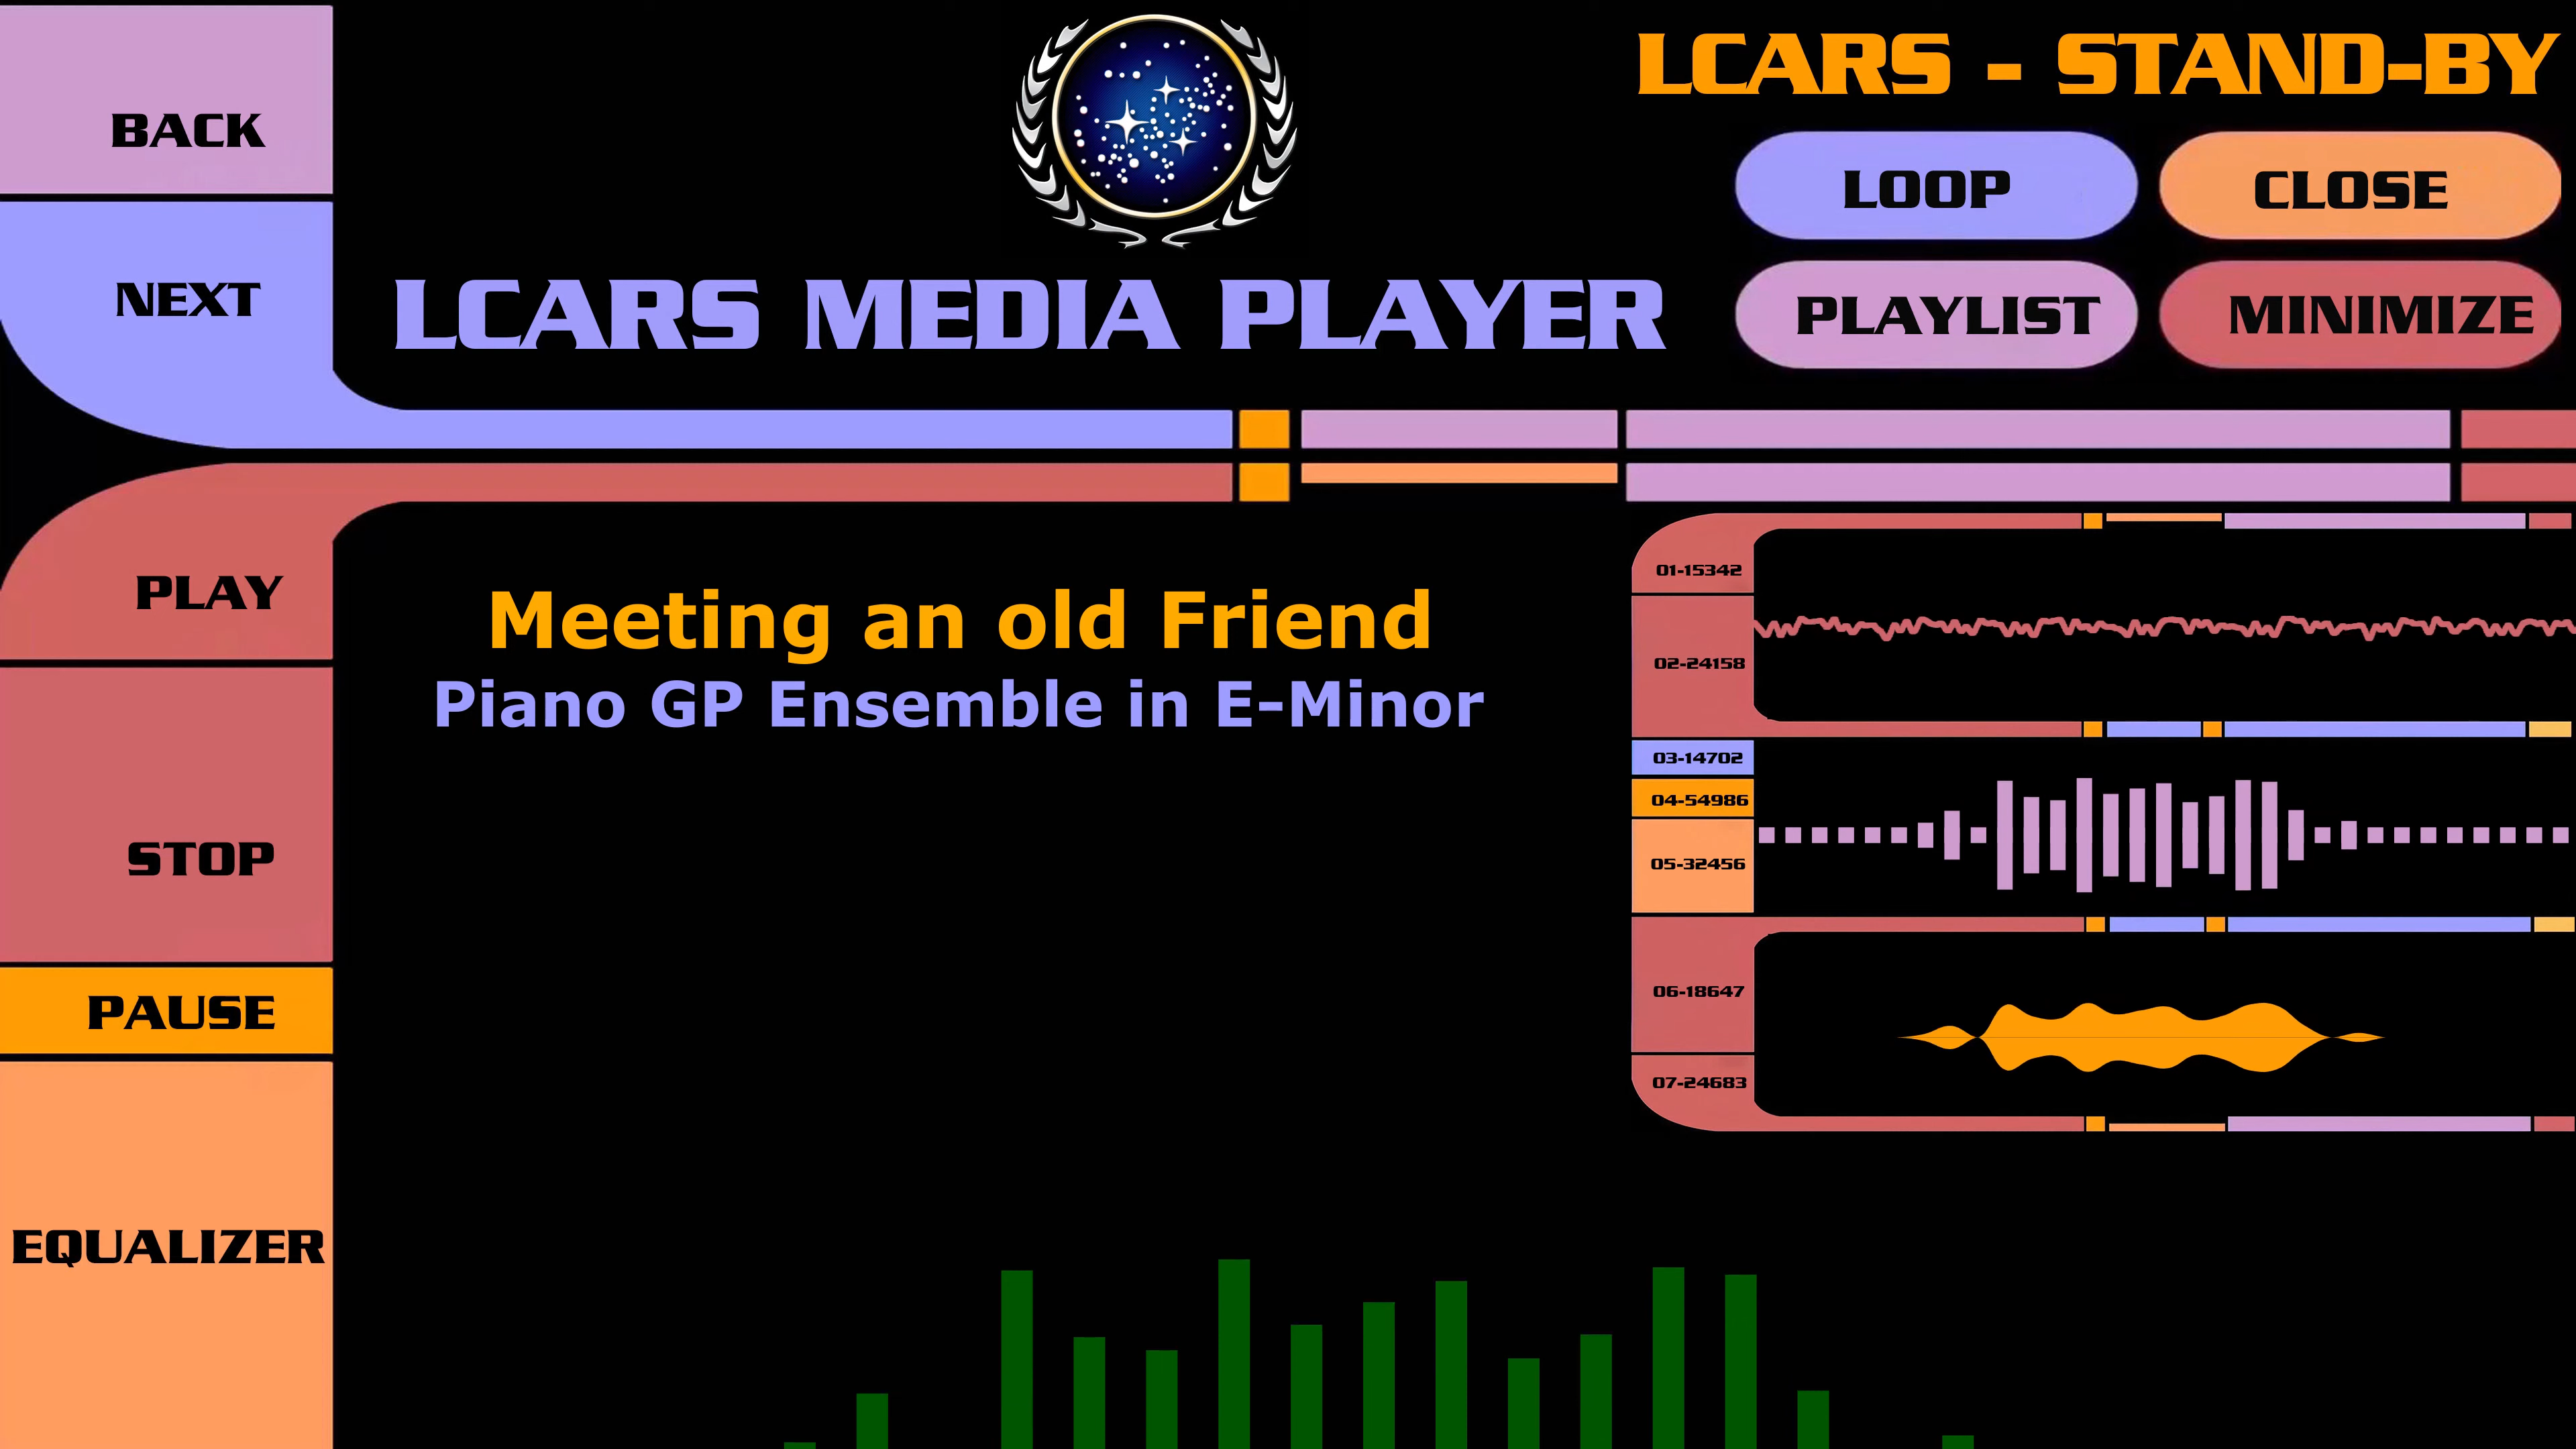 LCARS - STAND-BY
BACK
LOOP
CLOSE
NEXT
LCARS MEDIA PLAYER
PLAYLIST
MINIMIZE
PLAY
Meeting an old Friend
Piano GP Ensemble in E-Minor
STOP
PAUSE
EQUALIZER
01-15342
02-24158
03-14702
04-54986
05-32456
06-18647
07-24683